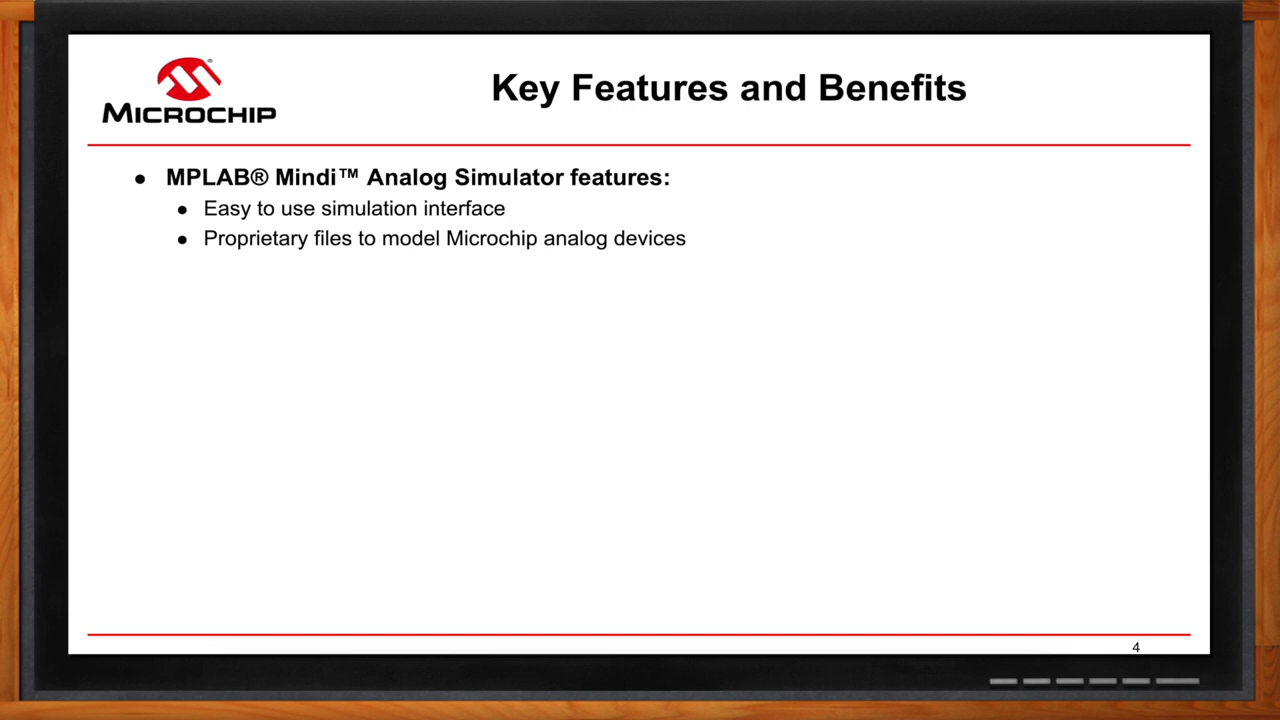 MICROCHIP
Key Features and Benefits
● MPLAB® Mindi™ Analog Simulator features:
● Easy to use simulation interface
● Proprietary files to model Microchip analog devices
4